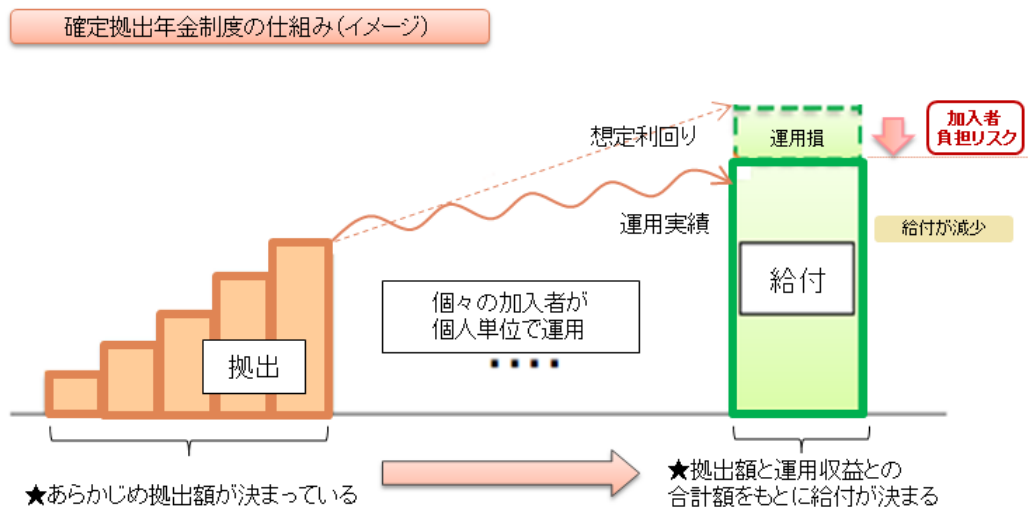 確定拠出年金制度の仕組み(イメージ)
想定利回り
運用損
加入者
負担リスク
運用実績
給付が減少
給付
個々の加入者が
個人単位で運用
拠出
★あらかじめ拠出額が決まっている
★拠出額と運用収益との
合計額をもとに給付が決まる